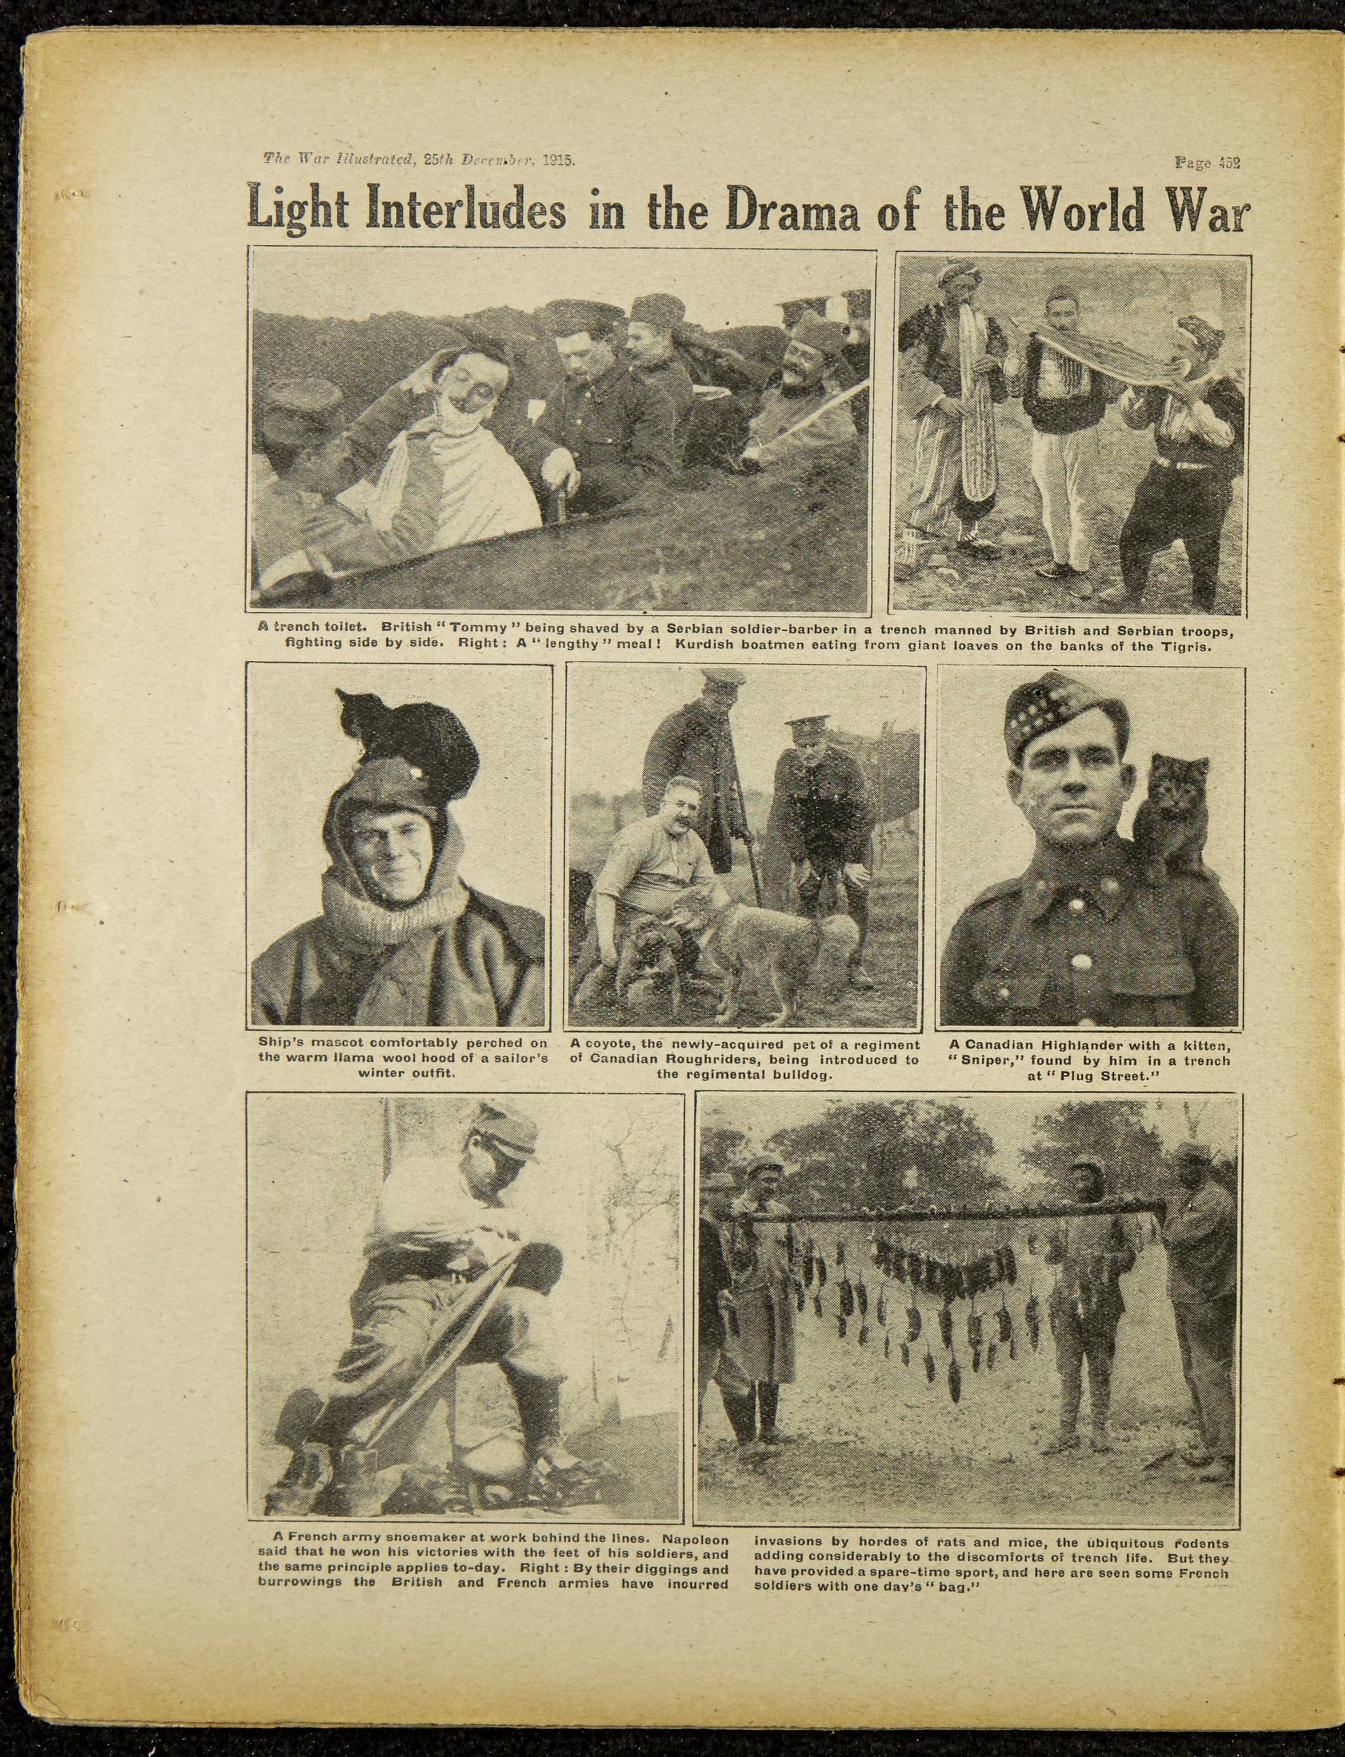 The War Illustrated, 25th December, 1915.
Page 452
Light Interludes in the Drama of the World War
A trench toilet. British "Tommy" being shaved by a Serbian soldier-barber in a trench manned by British and Serbian troops,
fighting side by side. Right: A "lengthy" meal! Kurdish boatmen eating from giant loaves on the banks of the Tigris.
Ship's mascot comfortably perched on
the warm llama wool hood of a sailor's
winter outfit.
A coyote, the newly-acquired pet of a regiment
of Canadian Roughriders, being introduced to
the regimental bulldog.
A Canadian Highlander with a kitten,
"Sniper," found by him in a trench
at "Plug Street."
A French army shoemaker at work behind the lines. Napoleon
said that he won his victories with the feet of his soldiers, and
the same principle applies to-day. Right: By their diggings and
burrowings the British and French armies have incurred
invasions by hordes of rats and mice, the ubiquitous rodents
adding considerably to the discomforts of trench life. But they
have provided a spare-time sport, and here are seen some French
soldiers with one day's "bag."